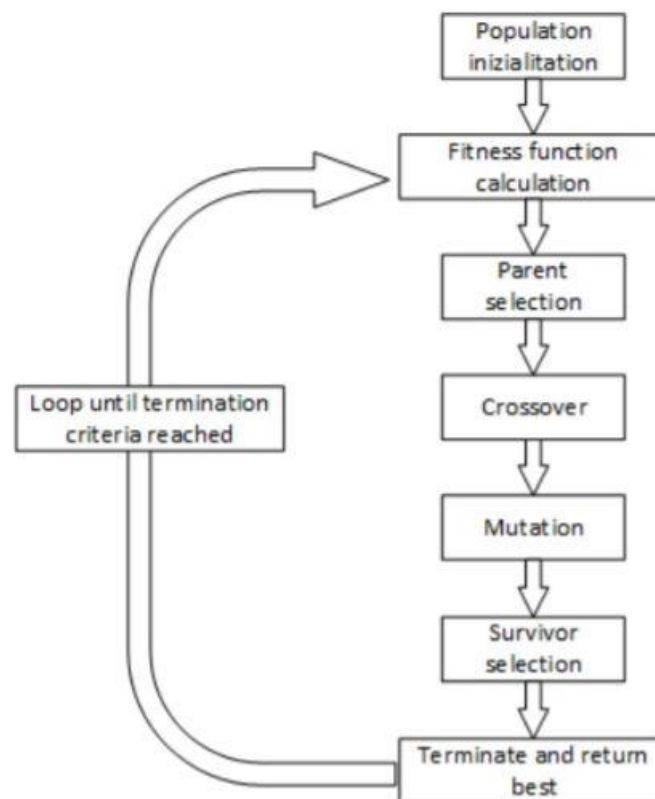 Population
inizialitation
Fitness function
calculation
Parent
selection
Loop until termination
criteria reached
Crossover
Mutation
Survivor
selection
Terminate and return
best